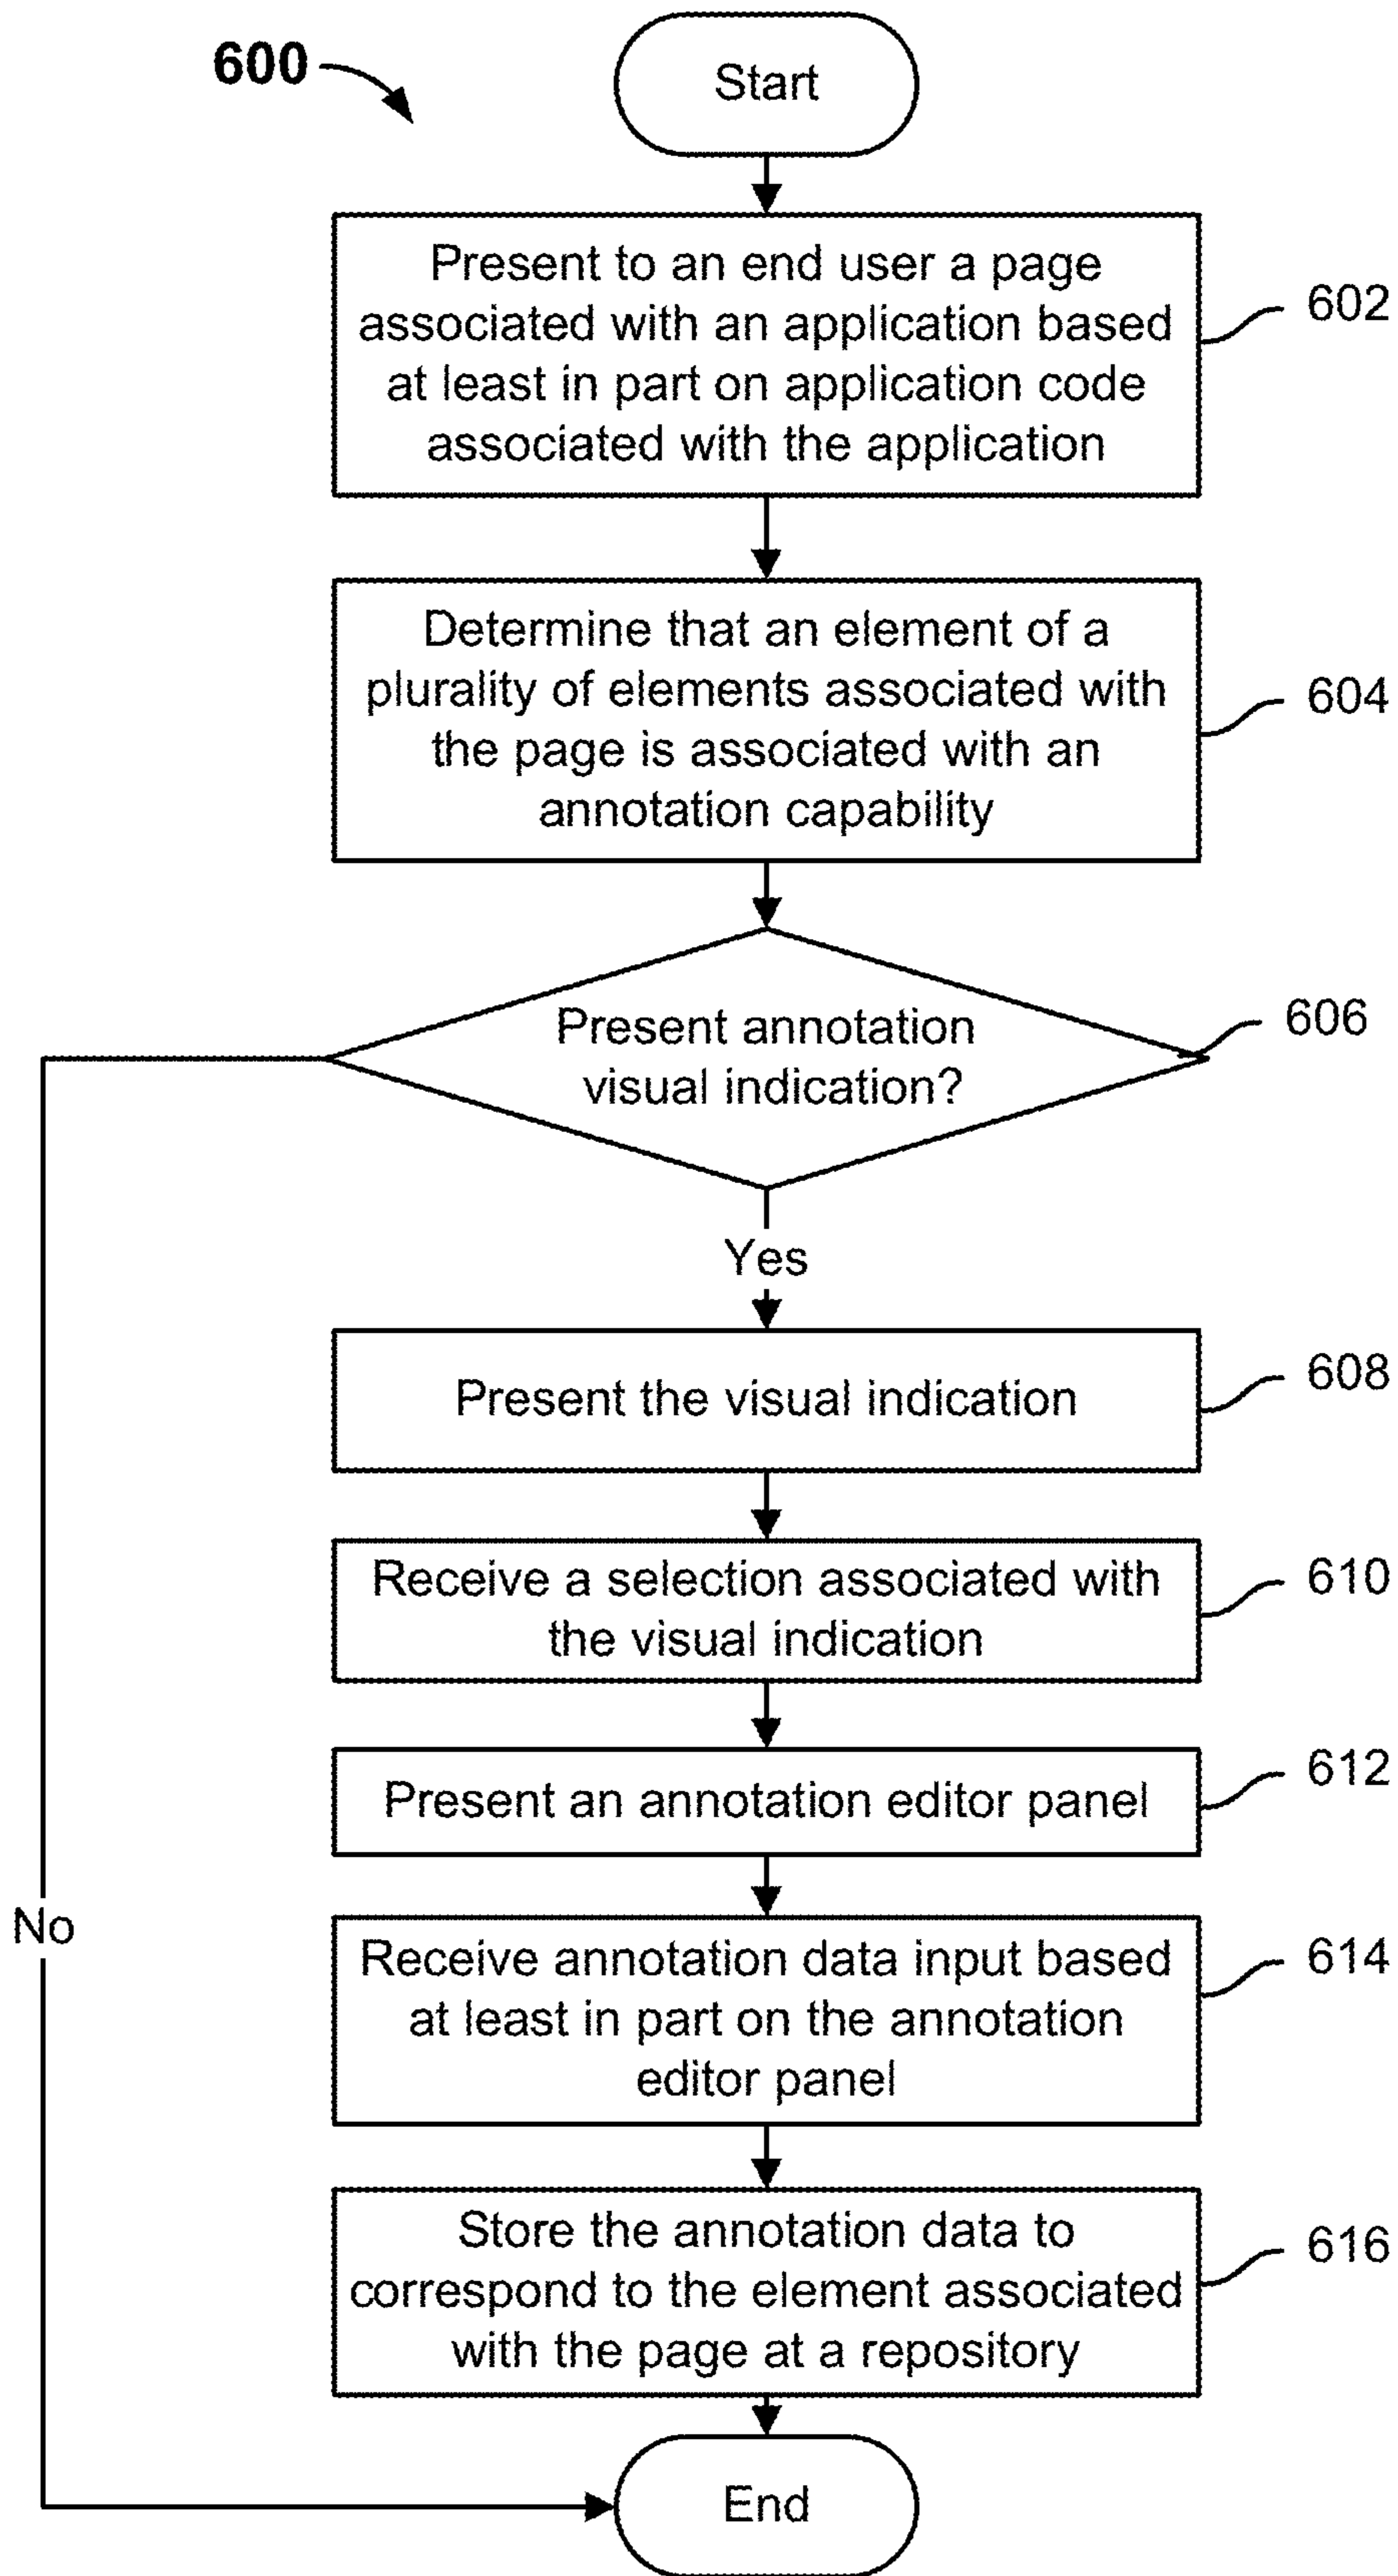 600
Start
Present to an end user a page
associated with an application based
at least in part on application code
associated with the application
602
Determine that an element of a
plurality of elements associated with
the page is associated with an
annotation capability
604
Present annotation
visual indication?
606
Yes
Present the visual indication
608
Receive a selection associated with
the visual indication
610
Present an annotation editor panel
612
No
Receive annotation data input based
at least in part on the annotation
editor panel
614
Store the annotation data to
correspond to the element associated
with the page at a repository
616
End